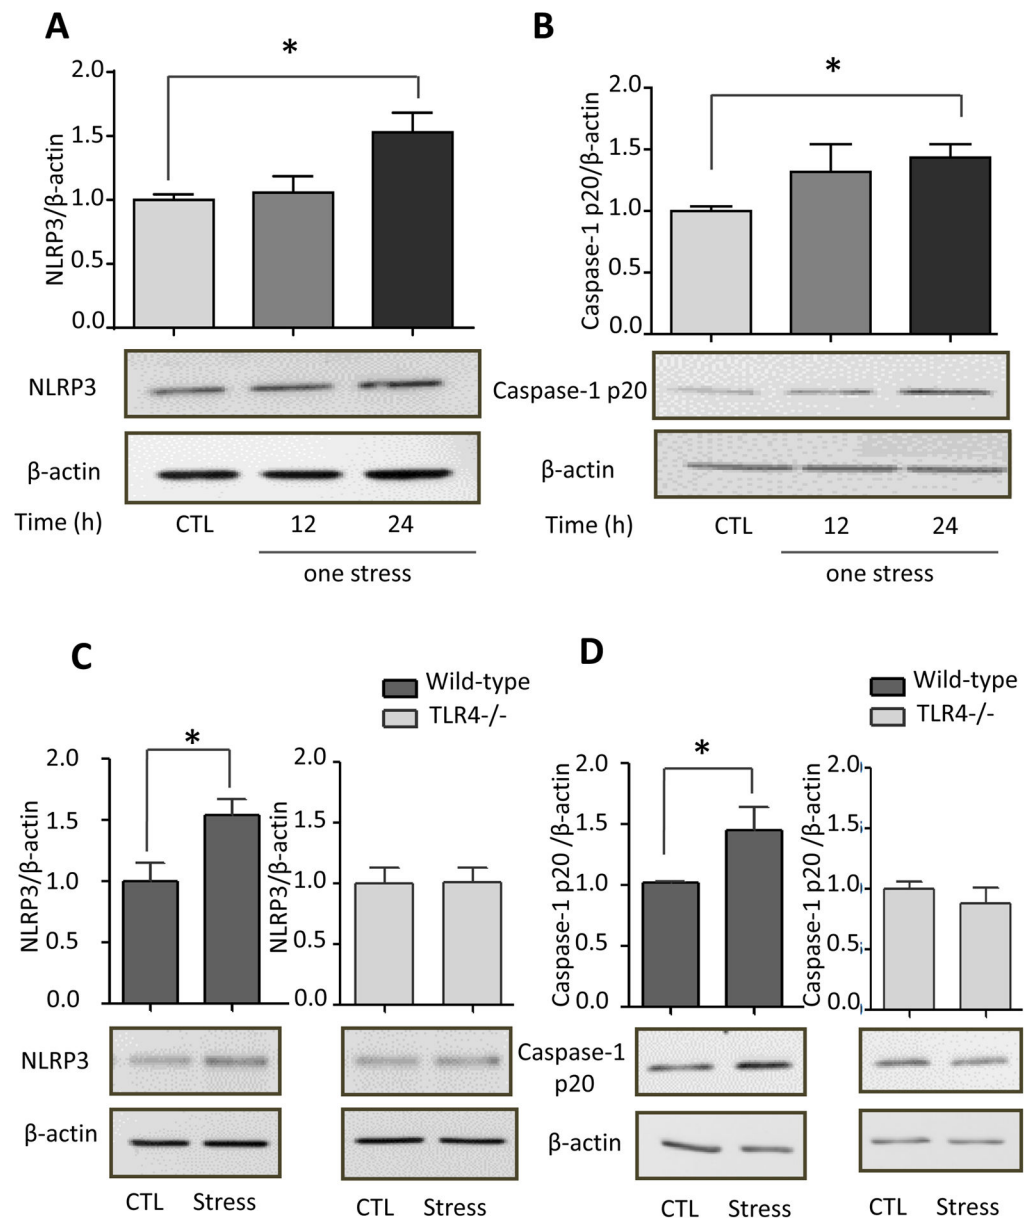 A
*
2.0
1.5
1.0
0.5
0.0
NLRP3/β-actin
NLRP3
β-actin
Time (h) CTL 12 24
one stress
B
*
2.0
1.5
1.0
0.5
0.0
Caspase-1 p20/β-actin
Caspase-1 p20
β-actin
Time (h) CTL 12 24
one stress
C
Wild-type
TLR4-/-
*
2.0
1.5
1.0
0.5
0.0
NLRP3/β-actin
2.0
1.5
1.0
0.5
0.0
NLRP3/β-actin
NLRP3
β-actin
CTL Stress
CTL Stress
D
Wild-type
TLR4-/-
*
2.0
1.5
1.0
0.5
0.0
Caspase-1 p20 /β-actin
2.0
1.5
1.0
0.5
0.0
Caspase-1 p20 /β-actin
Caspase-1
p20
β-actin
CTL Stress
CTL Stress